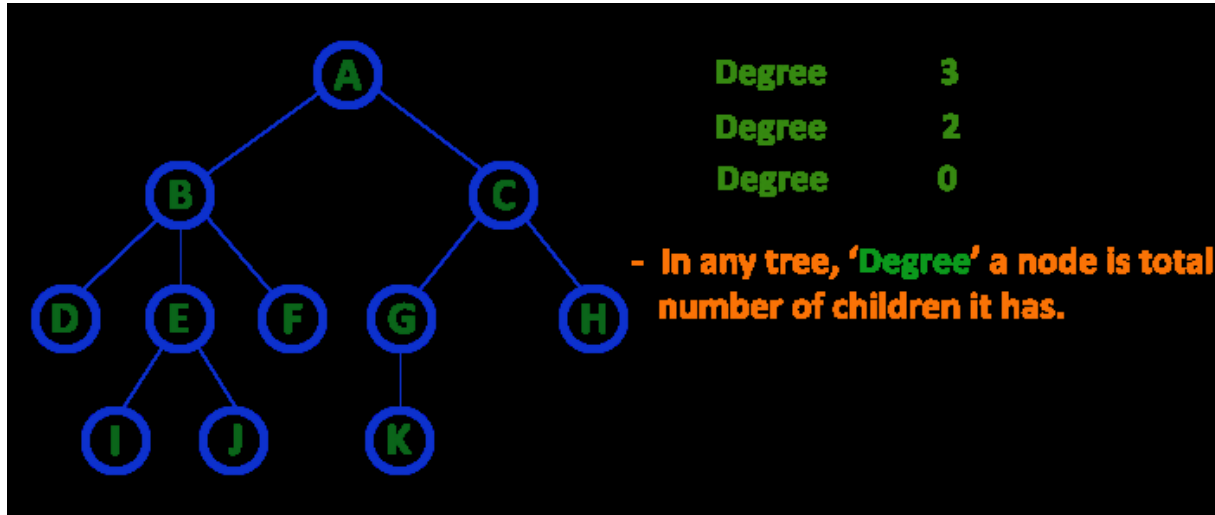 A
B
C
D
E
F
G
H
I
J
K
Degree 3
Degree 2
Degree 0
- In any tree, ‘Degree’ a node is total
number of children it has.